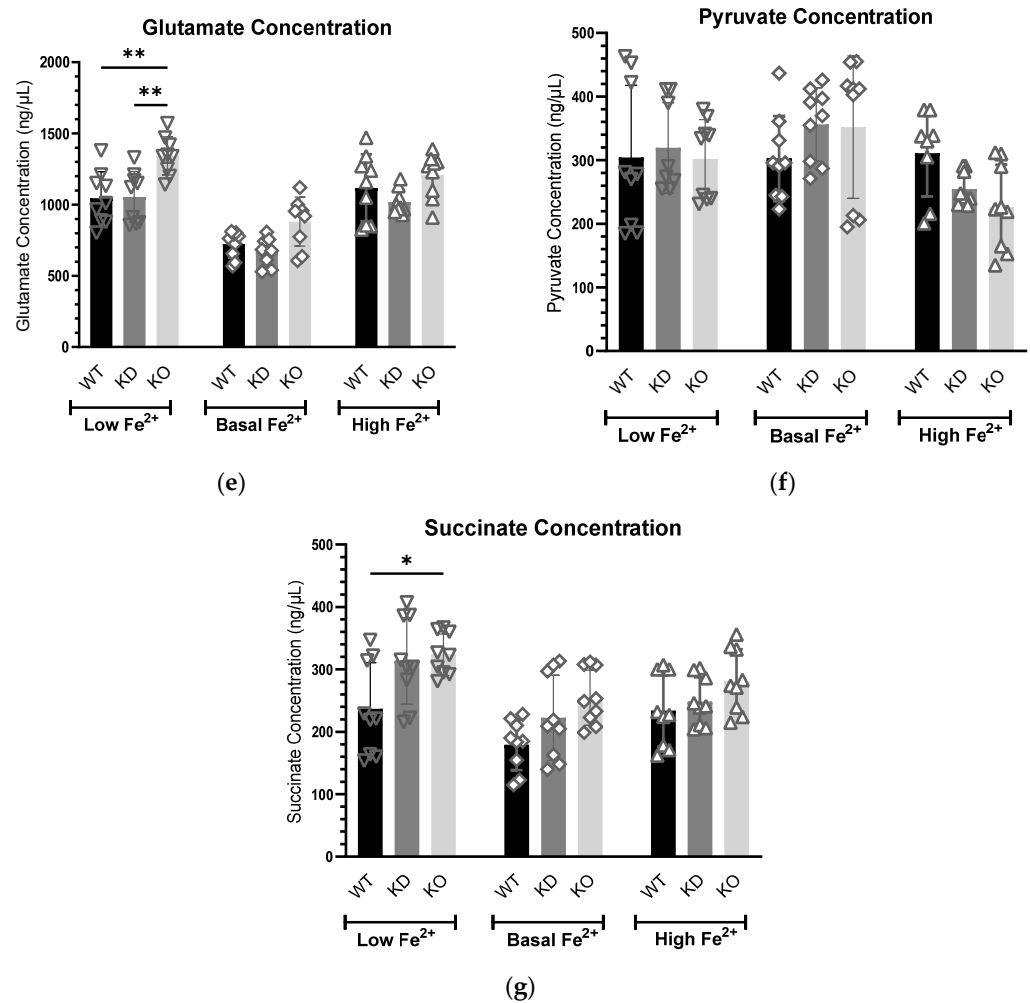 Glutamate Concentration
Glutamate Concentration (ng/µL)
2000
1500
1000
500
0
**
**
WT
KD
KO
WT
KD
KO
WT
KD
KO
Low Fe²⁺
Basal Fe²⁺
High Fe²⁺
(e)
Pyruvate Concentration
Pyruvate Concentration (ng/µL)
500
400
300
200
100
0
WT
KD
KO
WT
KD
KO
WT
KD
KO
Low Fe²⁺
Basal Fe²⁺
High Fe²⁺
(f)
Succinate Concentration
Succinate Concentration (ng/µL)
500
400
300
200
100
0
*
WT
KD
KO
WT
KD
KO
WT
KD
KO
Low Fe²⁺
Basal Fe²⁺
High Fe²⁺
(g)